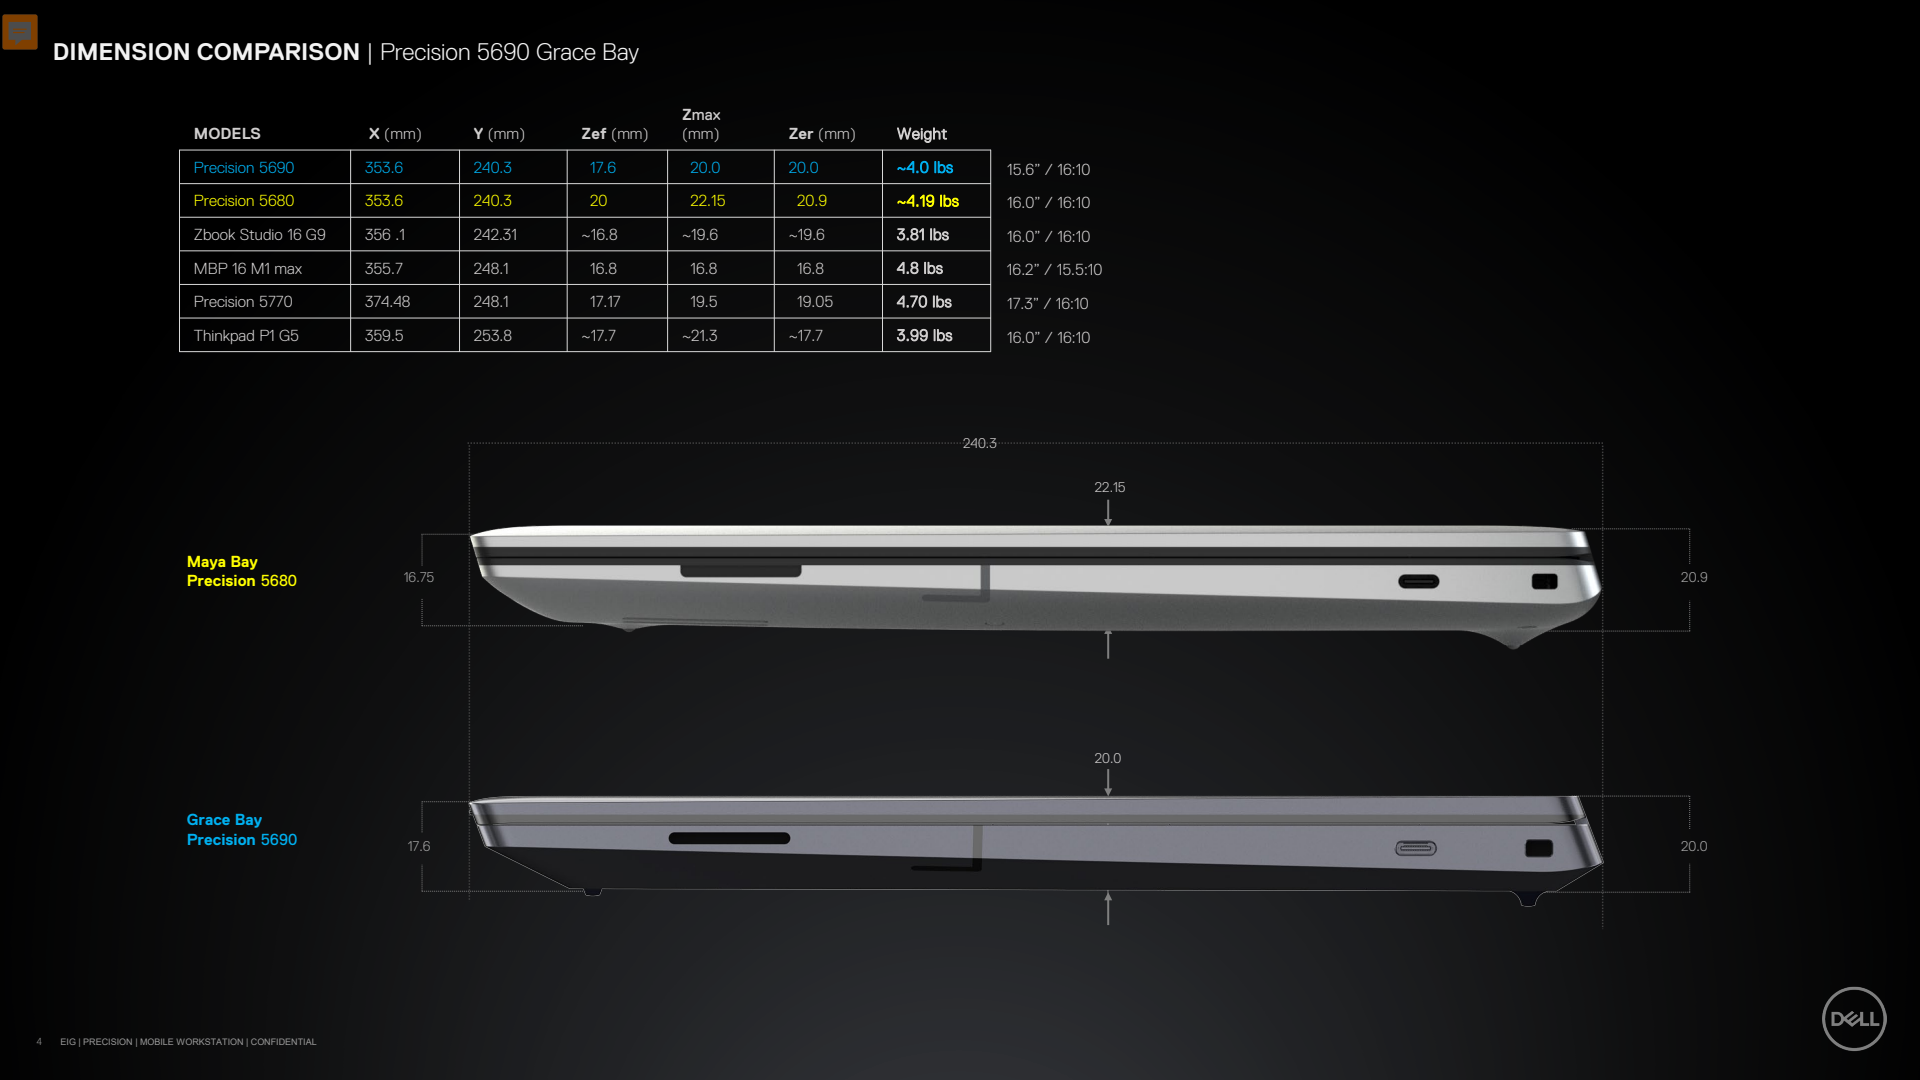 DIMENSION COMPARISON | Precision 5690 Grace Bay
MODELS X (mm) Y (mm) Zef (mm) Zmax (mm) Zer (mm) Weight
Precision 5690 353.6 240.3 17.6 20.0 20.0 ~4.0 lbs 15.6” / 16:10
Precision 5680 353.6 240.3 20 22.15 20.9 ~4.19 lbs 16.0” / 16:10
Zbook Studio 16 G9 356 .1 242.31 ~16.8 ~19.6 ~19.6 3.81 lbs 16.0” / 16:10
MBP 16 M1 max 355.7 248.1 16.8 16.8 16.8 4.8 lbs 16.2” / 15.5:10
Precision 5770 374.48 248.1 17.17 19.5 19.05 4.70 lbs 17.3” / 16:10
Thinkpad P1 G5 359.5 253.8 ~17.7 ~21.3 ~17.7 3.99 lbs 16.0” / 16:10
240.3
22.15
Maya Bay
Precision 5680
16.75
20.9
20.0
Grace Bay
Precision 5690
17.6
20.0
DELL
4 EIG | PRECISION | MOBILE WORKSTATION | CONFIDENTIAL